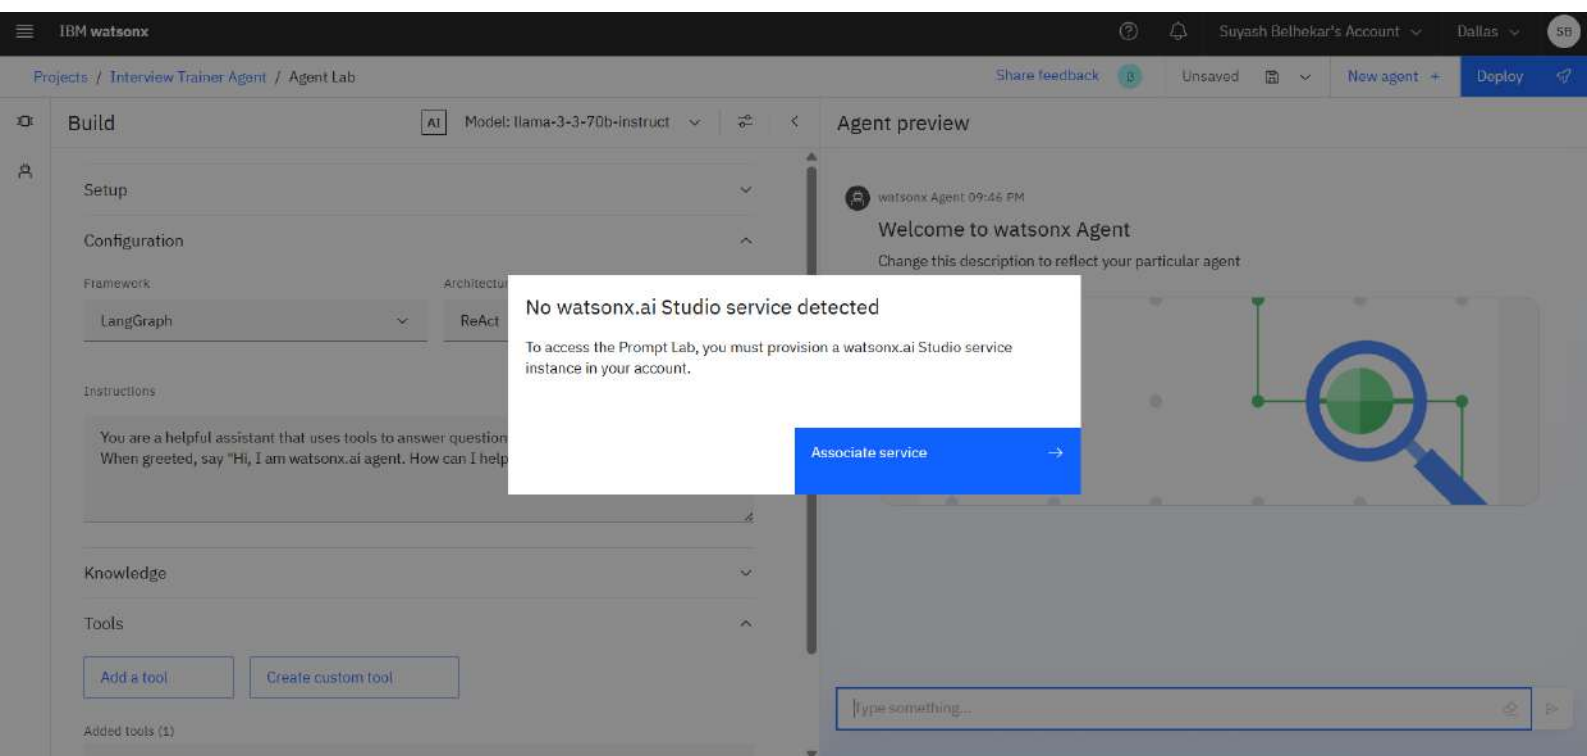 IBM watsonx
Suyash Belhekar's Account
Dallas
SB
Projects / Interview Trainer Agent / Agent Lab
Share feedback
β
Unsaved
New agent +
Deploy
Build
AI
Model: llama-3-3-70b-instruct
Agent preview
Setup
Configuration
Framework
Architectur
LangGraph
ReAct
Instructions
You are a helpful assistant that uses tools to answer question
When greeted, say "Hi, I am watsonx.ai agent. How can I help
Knowledge
Tools
Add a tool
Create custom tool
Added tools (1)
watsonx Agent 09:46 PM
Welcome to watsonx Agent
Change this description to reflect your particular agent
No watsonx.ai Studio service detected
To access the Prompt Lab, you must provision a watsonx.ai Studio service
instance in your account.
Associate service
Type something...